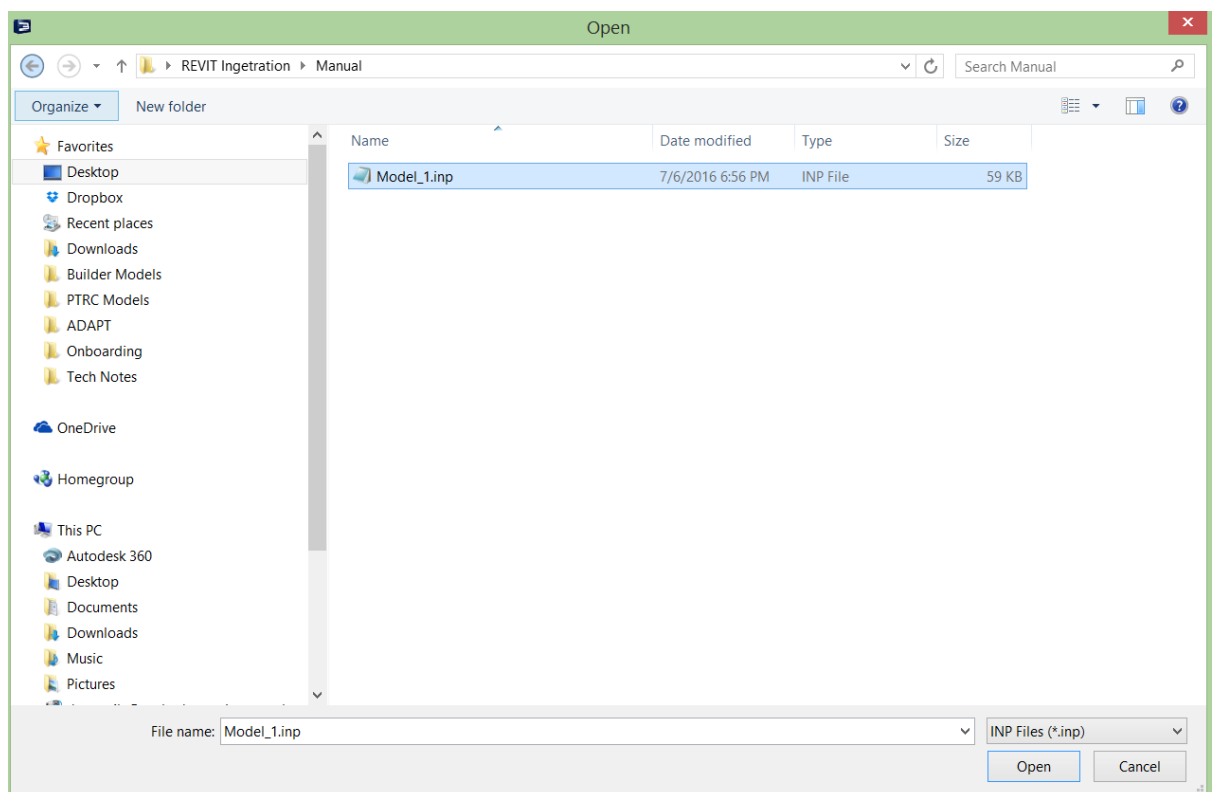 Open
REVIT Ingetration Manual
Search Manual
Organize New folder
Name Date modified Type Size
Model_1.inp 7/6/2016 6:56 PM INP File 59 KB
Favorites
Desktop
Dropbox
Recent places
Downloads
Builder Models
PTRC Models
ADAPT
Onboarding
Tech Notes
OneDrive
Homegroup
This PC
Autodesk 360
Desktop
Documents
Downloads
Music
Pictures
File name: Model_1.inp INP Files (*.inp)
Open Cancel